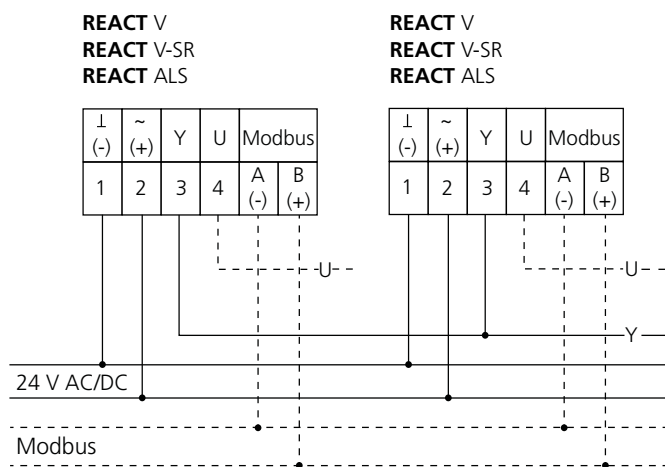 REACT V
REACT V-SR
REACT ALS
REACT V
REACT V-SR
REACT ALS
⊥ ~ Y U Modbus
(-) (+)
1 2 3 4 A B
(-) (+)
⊥ ~ Y U Modbus
(-) (+)
1 2 3 4 A B
(-) (+)
U
U
Y
24 V AC/DC
Modbus